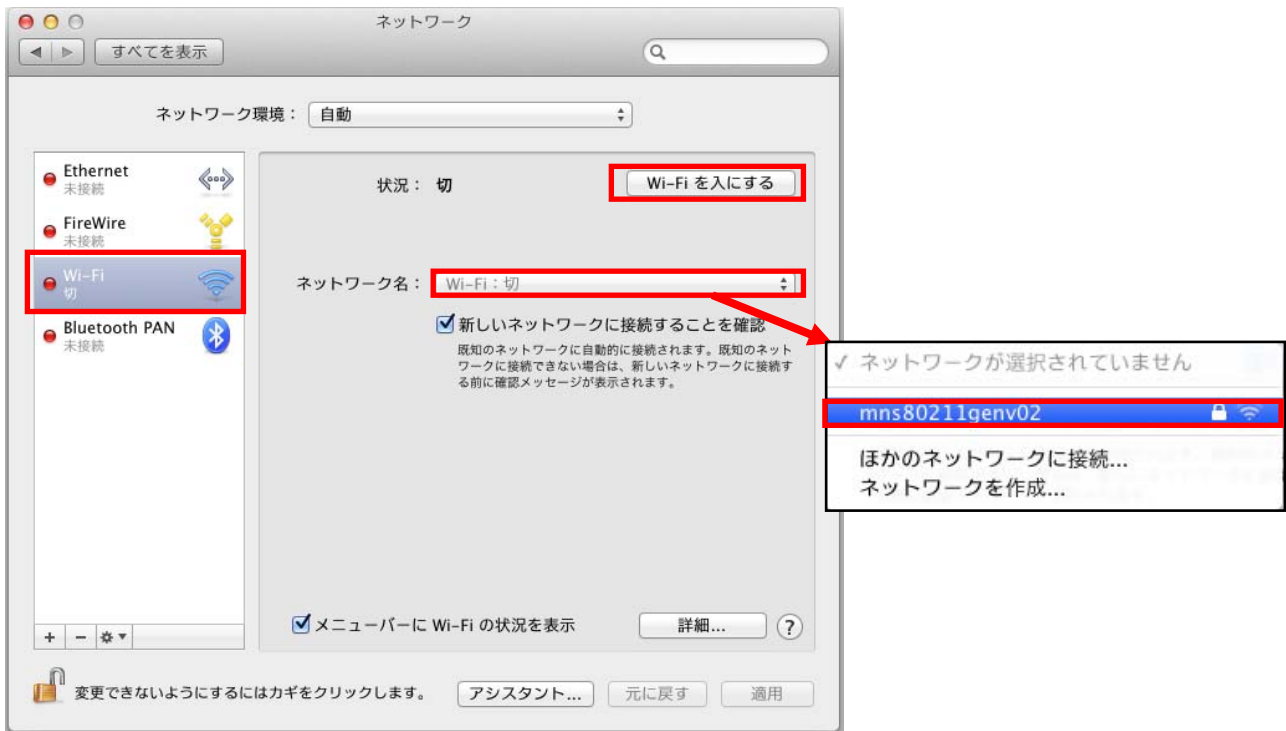 ネットワーク
すべてを表示
ネットワーク環境： 自動
Ethernet
未接続
FireWire
未接続
Wi-Fi
切
Bluetooth PAN
未接続
状況： 切
Wi-Fi を入にする
ネットワーク名： Wi-Fi：切
新しいネットワークに接続することを確認
既知のネットワークに自動的に接続されます。既知のネット
ワークに接続できない場合は、新しいネットワークに接続す
る前に確認メッセージが表示されます。
✓ ネットワークが選択されていません
mns80211genv02
ほかのネットワークに接続...
ネットワークを作成...
メニューバーに Wi-Fi の状況を表示
詳細... ?
+ −
変更できないようにするにはカギをクリックします。
アシスタント...
元に戻す
適用